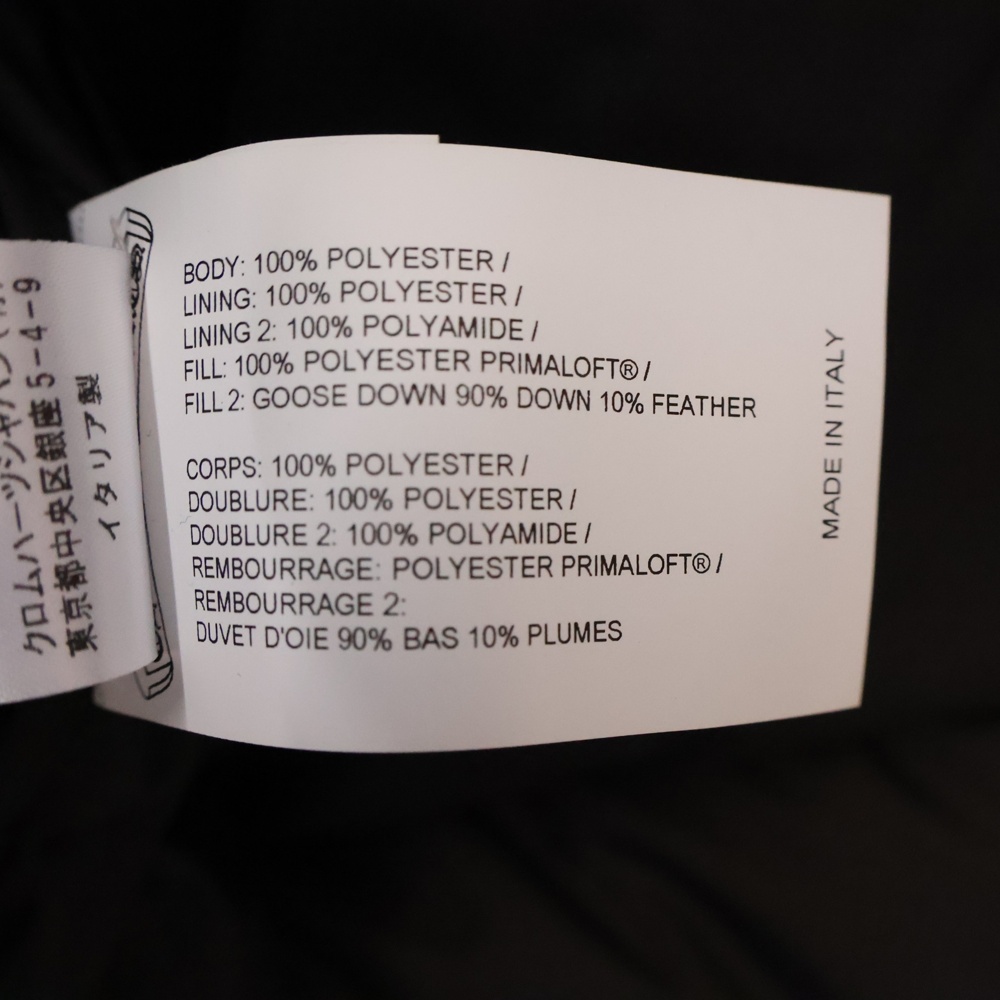 BODY: 100% POLYESTER /
LINING: 100% POLYESTER /
LINING 2: 100% POLYAMIDE /
FILL: 100% POLYESTER PRIMALOFT® /
FILL 2: GOOSE DOWN 90% DOWN 10% FEATHER
CORPS: 100% POLYESTER /
DOUBLURE: 100% POLYESTER /
DOUBLURE 2: 100% POLYAMIDE /
REMBOURRAGE: POLYESTER PRIMALOFT® /
REMBOURRAGE 2:
DUVET D'OIE 90% BAS 10% PLUMES
MADE IN ITALY
クロムハーツジャパン
東京都中央区銀座5-4-9
イタリア製